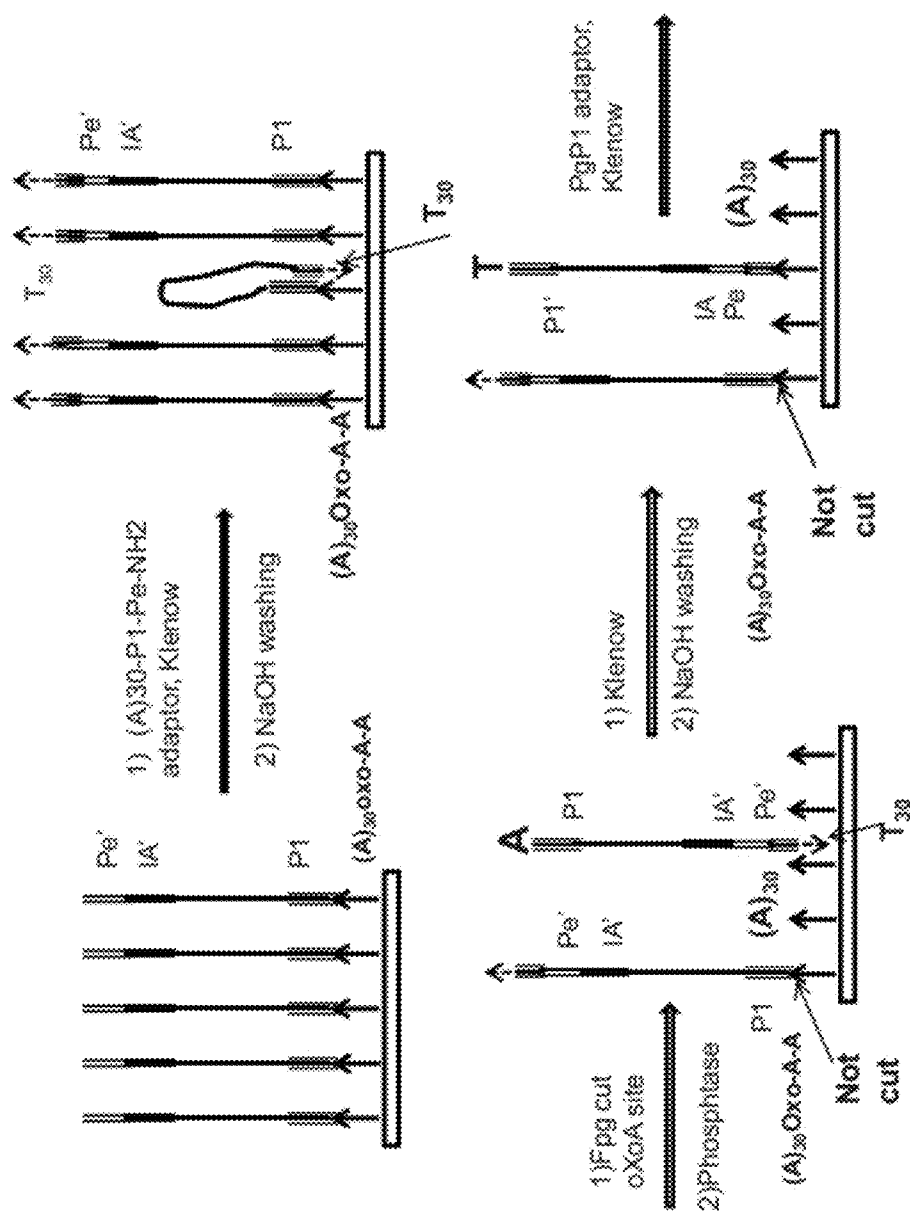 Pe'
IA'
P1
(A)₃₀oxo-A-A
1) (A)30-P1-Pe-NH2
adaptor, Klenow
2) NaOH washing
T₃₀
Pe'
IA'
P1
T₃₀
(A)₃₀Oxo-A-A
1)Fpg cut
oXoA site
2)Phosphtase
(A)₃₀Oxo-A-A
Not
cut
Pe'
IA'
P1
(A)₃₀
A
P1
IA'
Pe'
T₃₀
1) Klenow
2) NaOH washing
(A)₃₀Oxo-A-A
Not
cut
T
P1'
IA
Pe
(A)₃₀
PgP1 adaptor,
Klenow